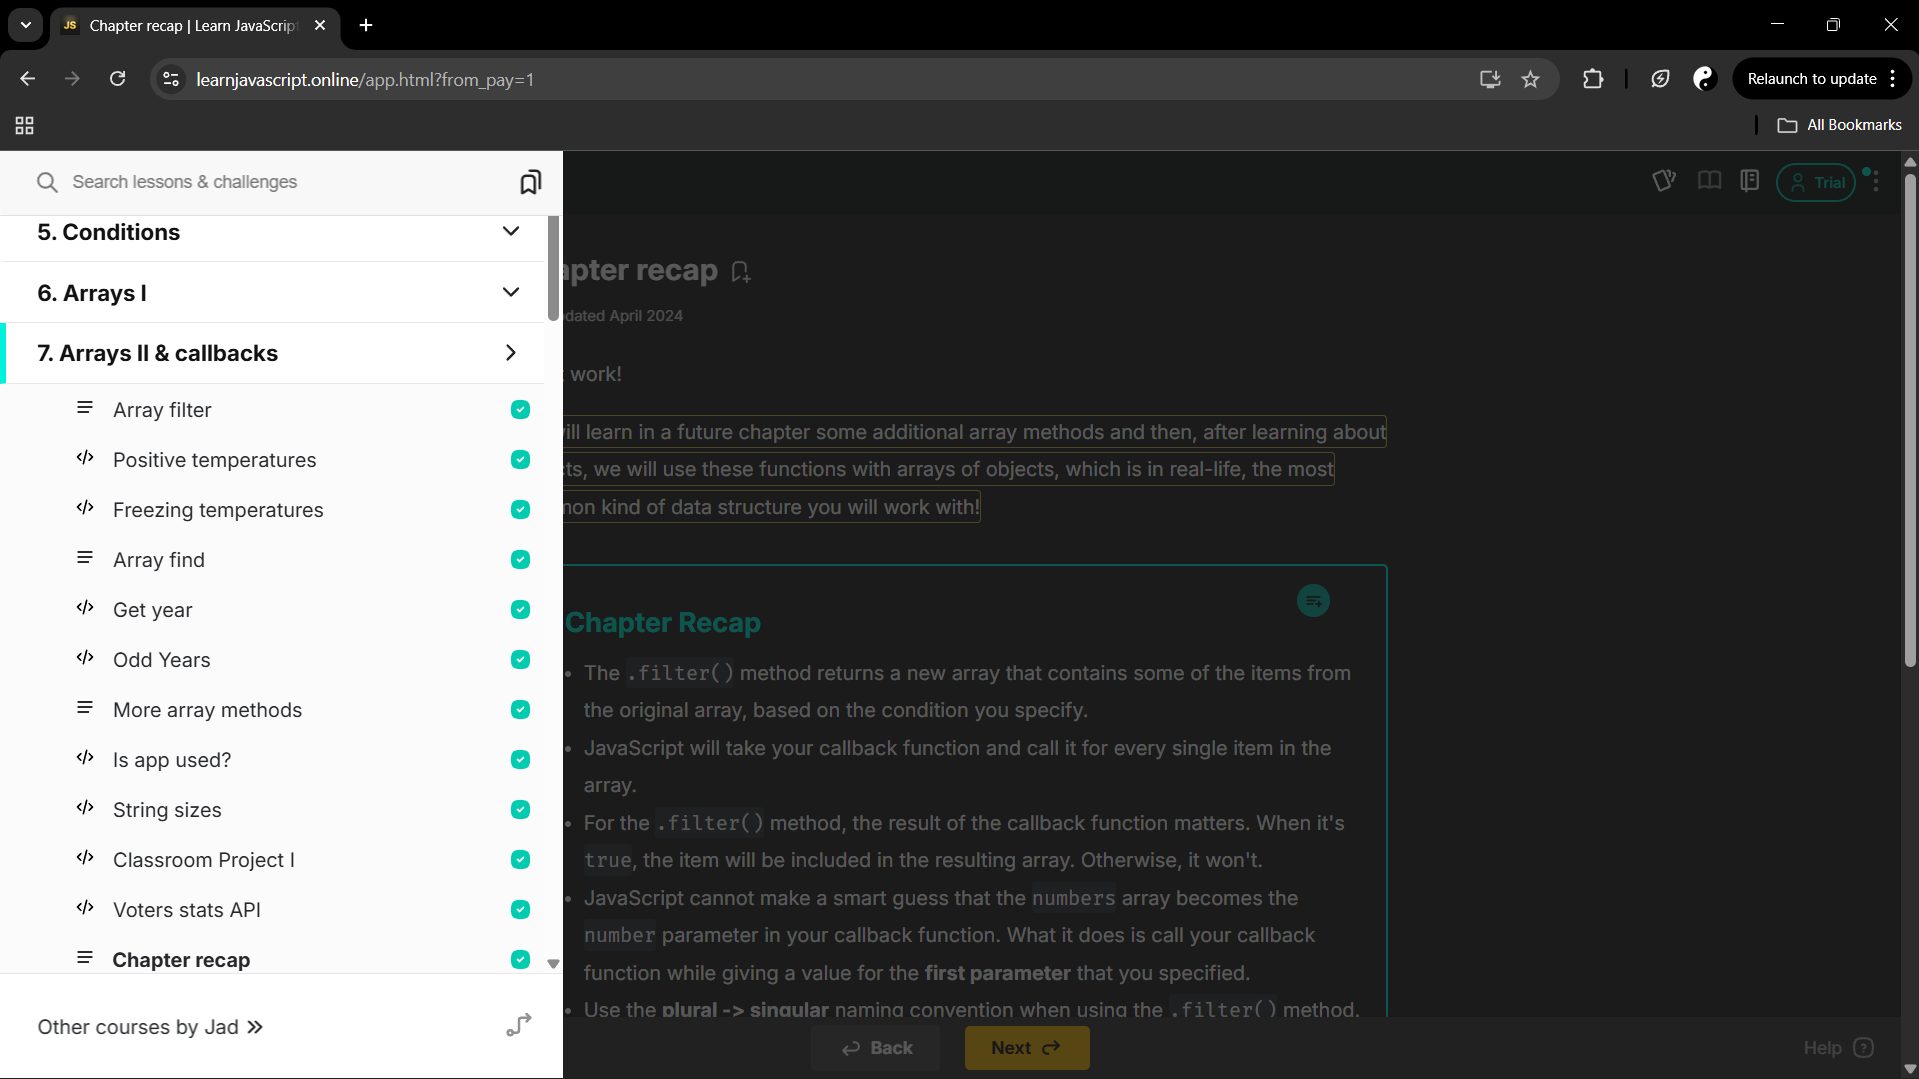 JS
Chapter recap | Learn JavaScrip
learnjavascript.online/app.html?from_pay=1
Relaunch to update
All Bookmarks
Search lessons & challenges
5. Conditions
6. Arrays I
7. Arrays II & callbacks
Array filter
Positive temperatures
Freezing temperatures
Array find
Get year
Odd Years
More array methods
Is app used?
String sizes
Classroom Project I
Voters stats API
Chapter recap
Other courses by Jad
Trial
apter recap
dated April 2024
work!
ill learn in a future chapter some additional array methods and then, after learning about
cts, we will use these functions with arrays of objects, which is in real-life, the most
mon kind of data structure you will work with!
Chapter Recap
• The .filter() method returns a new array that contains some of the items from
the original array, based on the condition you specify.
• JavaScript will take your callback function and call it for every single item in the
array.
• For the .filter() method, the result of the callback function matters. When it's
true, the item will be included in the resulting array. Otherwise, it won't.
• JavaScript cannot make a smart guess that the numbers array becomes the
number parameter in your callback function. What it does is call your callback
function while giving a value for the first parameter that you specified.
• Use the plural -> singular naming convention when using the .filter() method.
Back
Next
Help